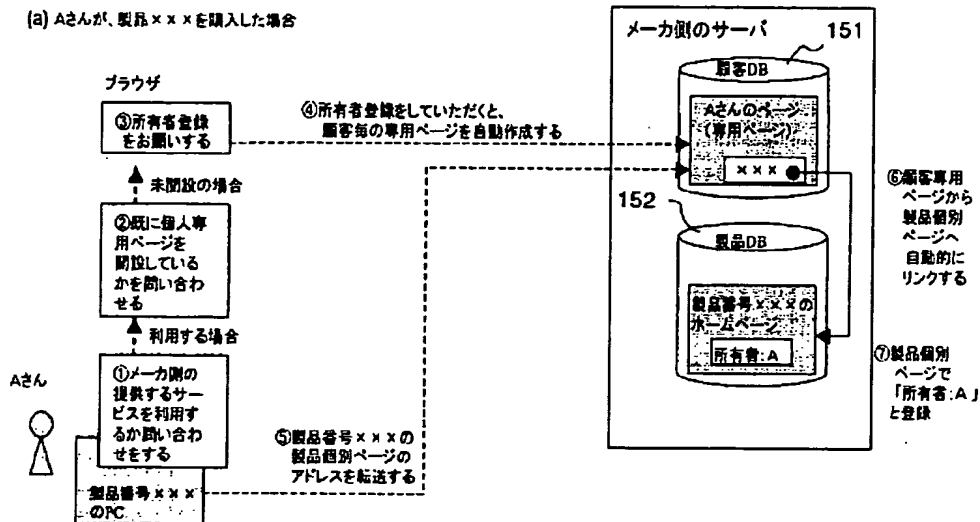 (a) Aさんが、製品×××を購入した場合
ブラウザ
③所有者登録
をお願いする
未開設の場合
②既に個人専
用ページを
開設している
かを問い合わ
せる
利用する場合
①メーカ側の
提供するサー
ビスを利用す
るか問い合わ
せをする
Aさん
製品番号×××
のPC
④所有者登録をしていただくと、
顧客毎の専用ページを自動作成する
⑤製品番号×××の
製品個別ページの
アドレスを転送する
メーカ側のサーバ
151
顧客DB
Aさんのページ
(専用ページ)
×××
152
製品DB
製品番号×××の
ホームページ
所有者:A
⑥顧客専用
ページから
製品個別
ページへ
自動的に
リンクする
⑦製品個別
ページで
「所有者:A」
と登録